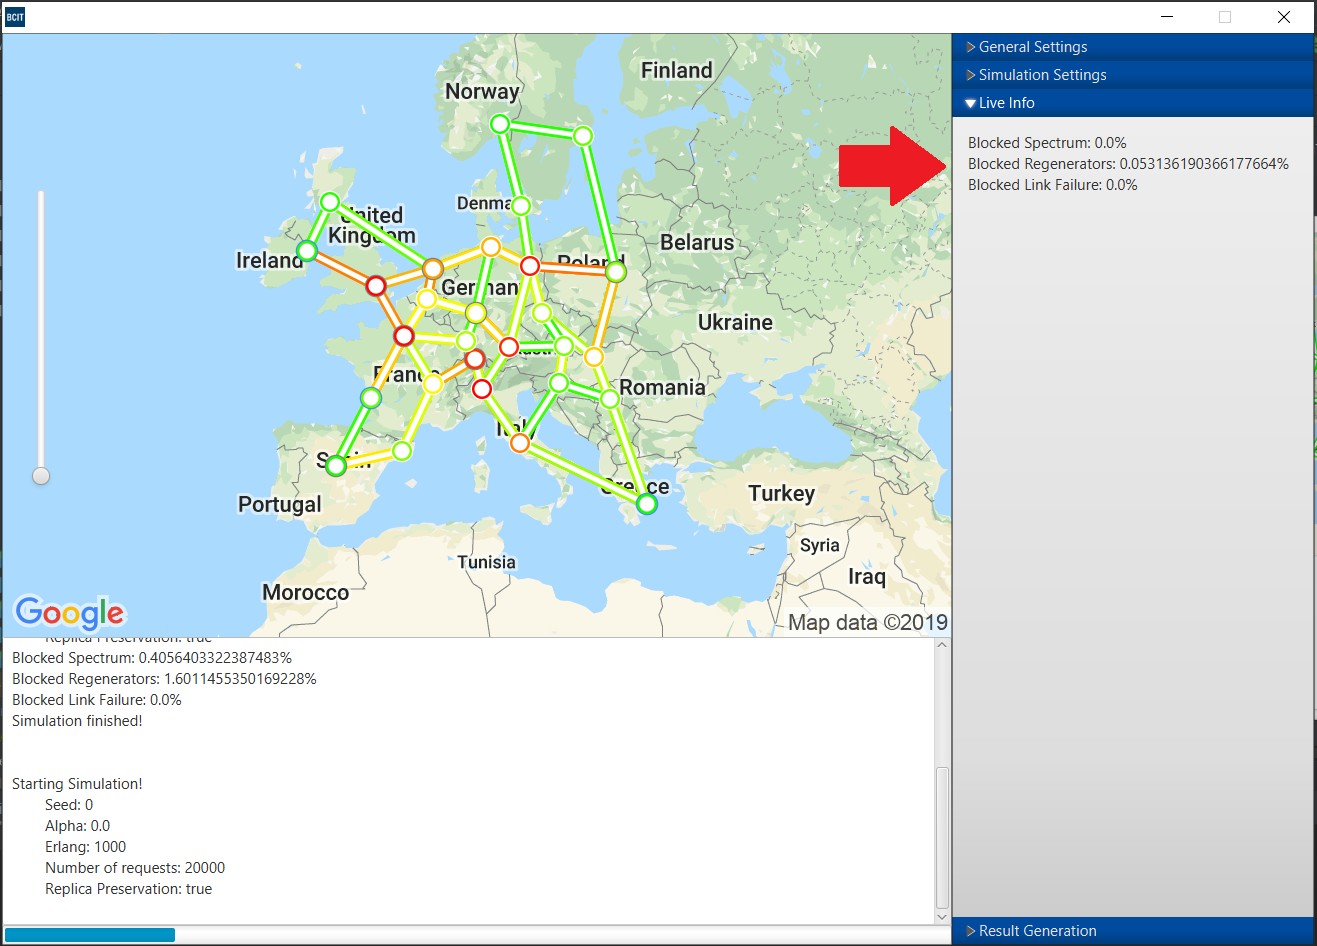 BCIT
General Settings
Simulation Settings
Live Info
Blocked Spectrum: 0.0%
Blocked Regenerators: 0.053136190366177664%
Blocked Link Failure: 0.0%
Finland
Norway
Denma
United
Kingdom
Ireland
Belarus
Poland
German
Ukraine
France
Romania
Italy
Spain
Greece
Portugal
Turkey
Syria
Tunisia
Iraq
Morocco
Google
Map data ©2019
Replica Preservation: true
Blocked Spectrum: 0.4056403322387483%
Blocked Regenerators: 1.6011455350169228%
Blocked Link Failure: 0.0%
Simulation finished!
Starting Simulation!
Seed: 0
Alpha: 0.0
Erlang: 1000
Number of requests: 20000
Replica Preservation: true
Result Generation